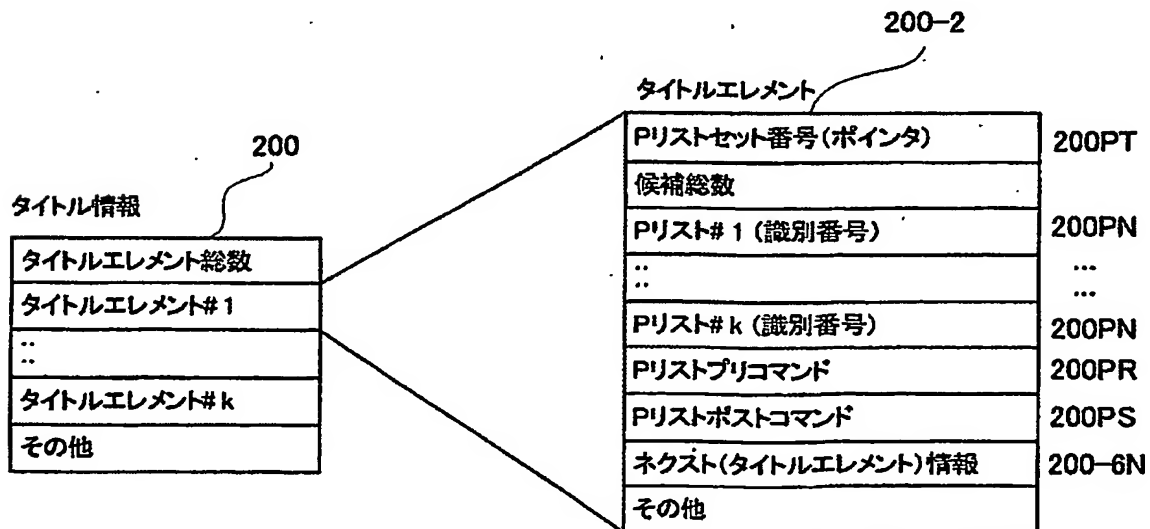 200-2
タイトルエレメント
200
タイトル情報
タイトルエレメント総数
タイトルエレメント#1
::
タイトルエレメント#k
その他
Pリストセット番号(ポインタ) 200PT
候補総数
Pリスト#1(識別番号) 200PN
:: ...
...
Pリスト#k(識別番号) 200PN
Pリストプリコマンド 200PR
Pリストポストコマンド 200PS
ネクスト(タイトルエレメント)情報 200-6N
その他